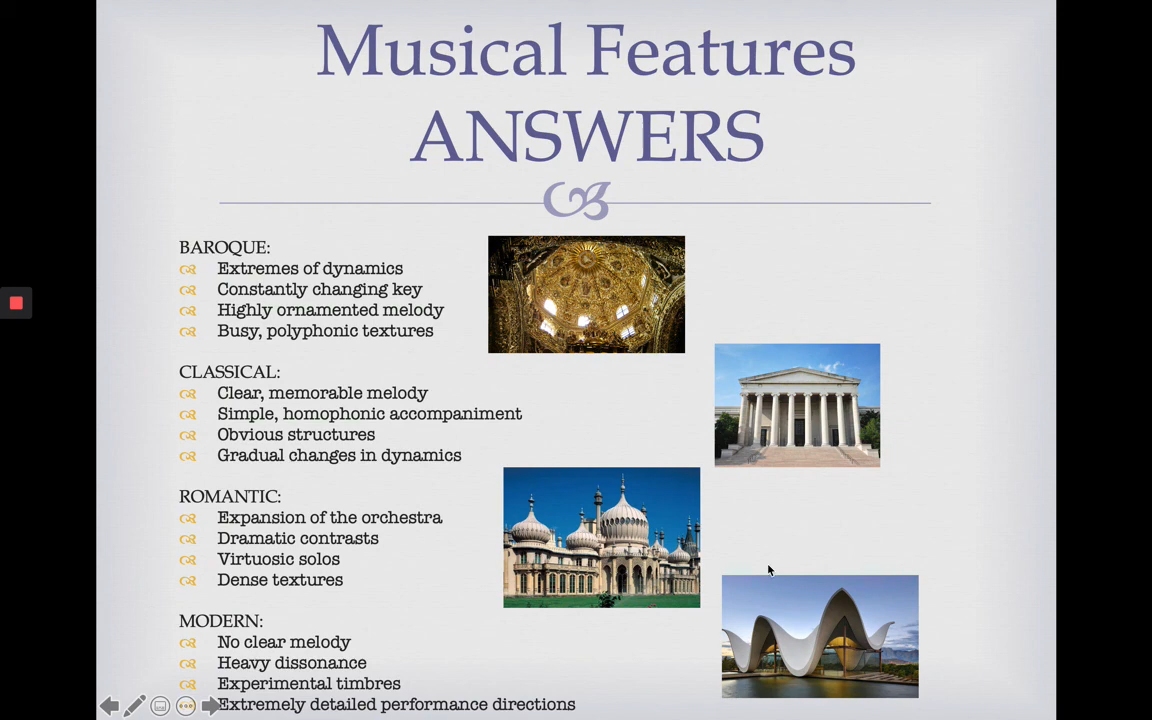 Musical Features
ANSWERS
BAROQUE:
Extremes of dynamics
Constantly changing key
Highly ornamented melody
Busy, polyphonic textures
CLASSICAL:
Clear, memorable melody
Simple, homophonic accompaniment
Obvious structures
Gradual changes in dynamics
ROMANTIC:
Expansion of the orchestra
Dramatic contrasts
Virtuosic solos
Dense textures
MODERN:
No clear melody
Heavy dissonance
Experimental timbres
Extremely detailed performance directions